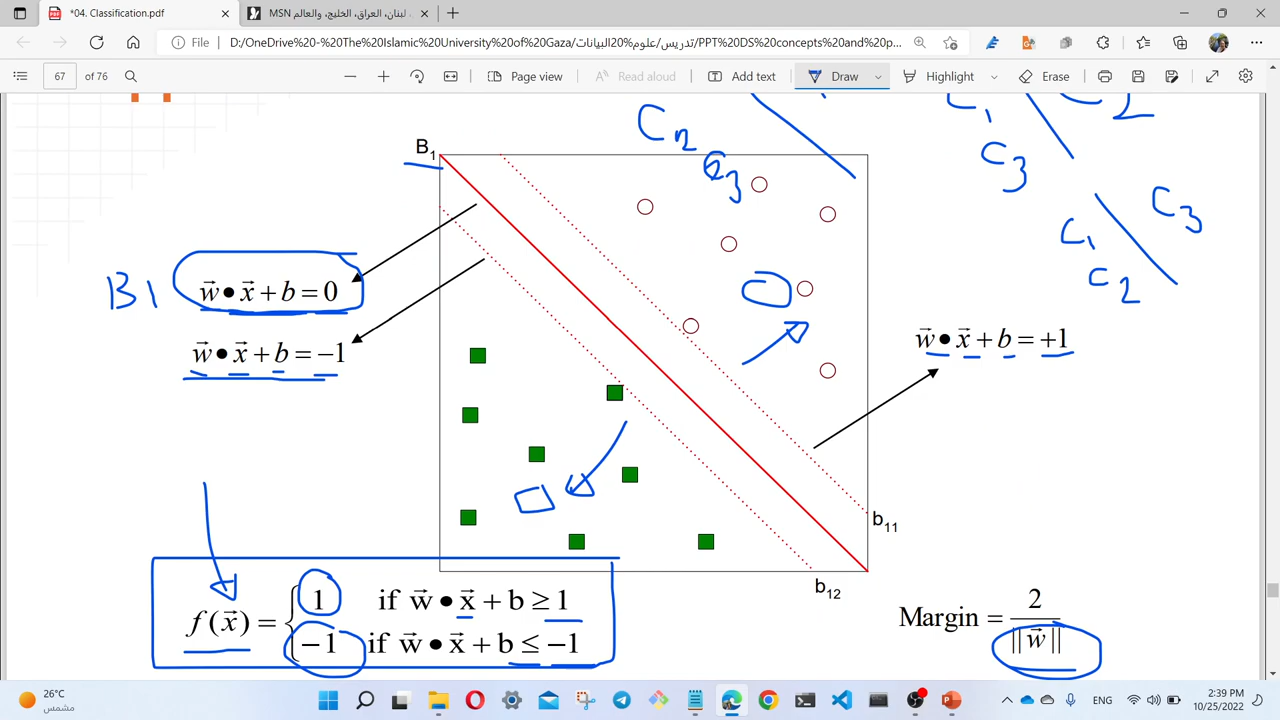 *04. Classification.pdf
MSN لبنان، العراق، الخليج، والعالم
File
D:/OneDrive%20-%20The%20Islamic%20University%20of%20Gaza/تدريس/علوم%20البيانات/PPT%20DS%20concepts%20and%20p...
67 of 76
Page view
Read aloud
Add text
Draw
Highlight
Erase
C1 C2
C3
C2
C3
C1 C3
C2
B1
B1 w⃗ • x⃗ + b = 0
w⃗ • x⃗ + b = −1
w⃗ • x⃗ + b = +1
b11
b12
f(x⃗) = { 1 if w⃗ • x⃗ + b ≥ 1
−1 if w⃗ • x⃗ + b ≤ −1
Margin = 2 / ||w⃗||
26°C
مشمس
ENG
2:39 PM
10/25/2022